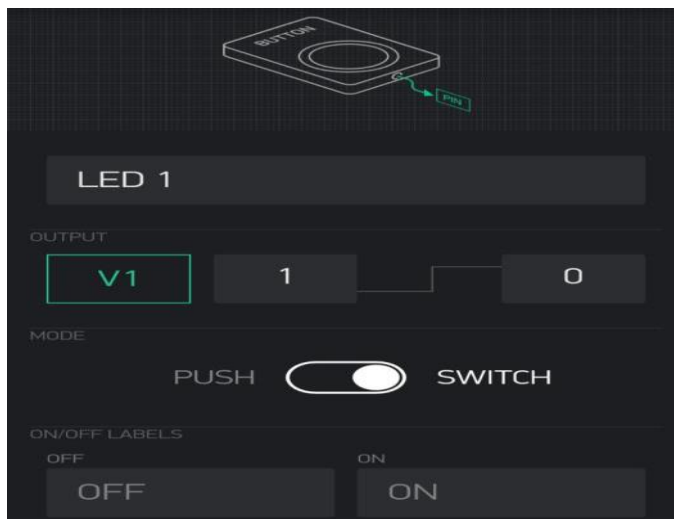 BUTTON
PIN
LED 1
OUTPUT
V1 1 0
MODE
PUSH SWITCH
ON/OFF LABELS
OFF ON
OFF ON